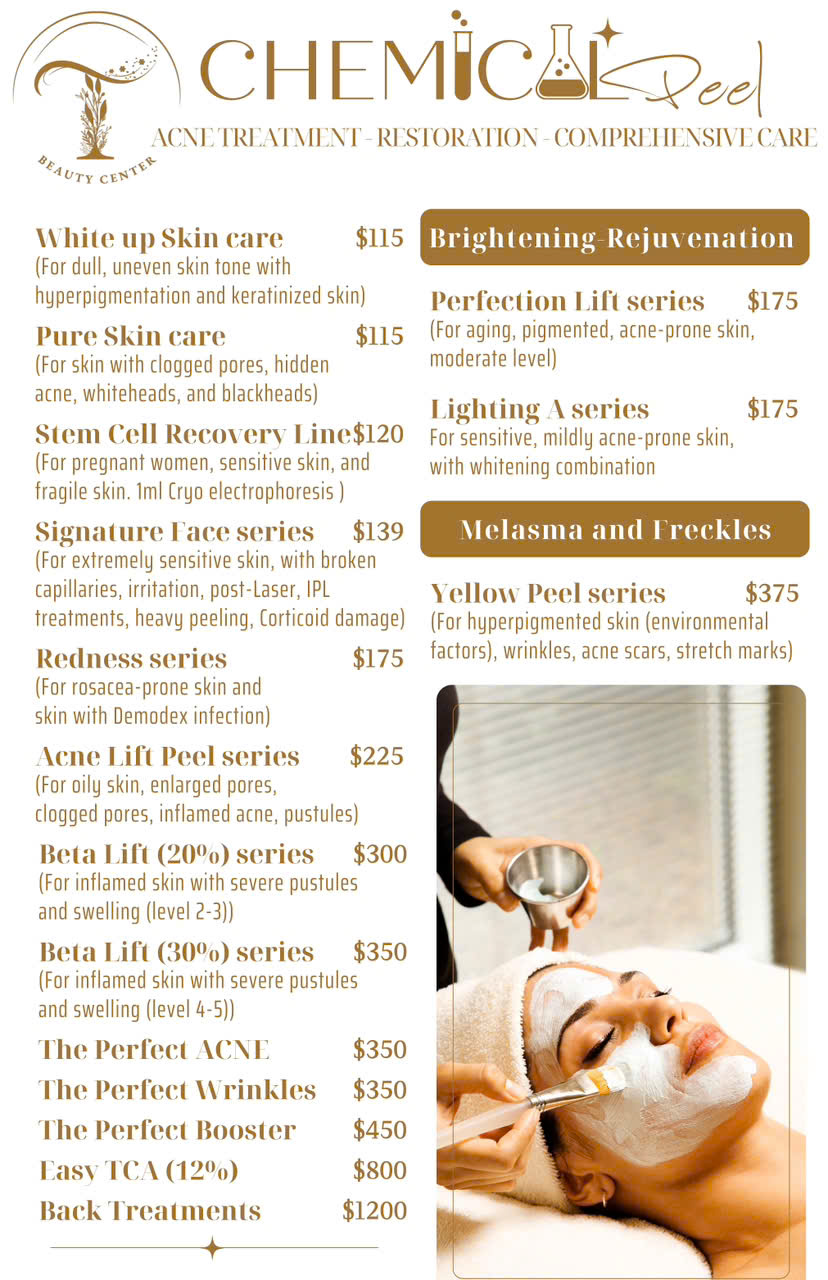 BEAUTY CENTER
CHEMICAL Peel
ACNE TREATMENT - RESTORATION - COMPREHENSIVE CARE
White up Skin care $115
(For dull, uneven skin tone with
hyperpigmentation and keratinized skin)
Pure Skin care $115
(For skin with clogged pores, hidden
acne, whiteheads, and blackheads)
Stem Cell Recovery Line $120
(For pregnant women, sensitive skin, and
fragile skin. 1ml Cryo electrophoresis )
Signature Face series $139
(For extremely sensitive skin, with broken
capillaries, irritation, post-Laser, IPL
treatments, heavy peeling, Corticoid damage)
Redness series $175
(For rosacea-prone skin and
skin with Demodex infection)
Acne Lift Peel series $225
(For oily skin, enlarged pores,
clogged pores, inflamed acne, pustules)
Beta Lift (20%) series $300
(For inflamed skin with severe pustules
and swelling (level 2-3))
Beta Lift (30%) series $350
(For inflamed skin with severe pustules
and swelling (level 4-5))
The Perfect ACNE $350
The Perfect Wrinkles $350
The Perfect Booster $450
Easy TCA (12%) $800
Back Treatments $1200
Brightening-Rejuvenation
Perfection Lift series $175
(For aging, pigmented, acne-prone skin,
moderate level)
Lighting A series $175
For sensitive, mildly acne-prone skin,
with whitening combination
Melasma and Freckles
Yellow Peel series $375
(For hyperpigmented skin (environmental
factors), wrinkles, acne scars, stretch marks)